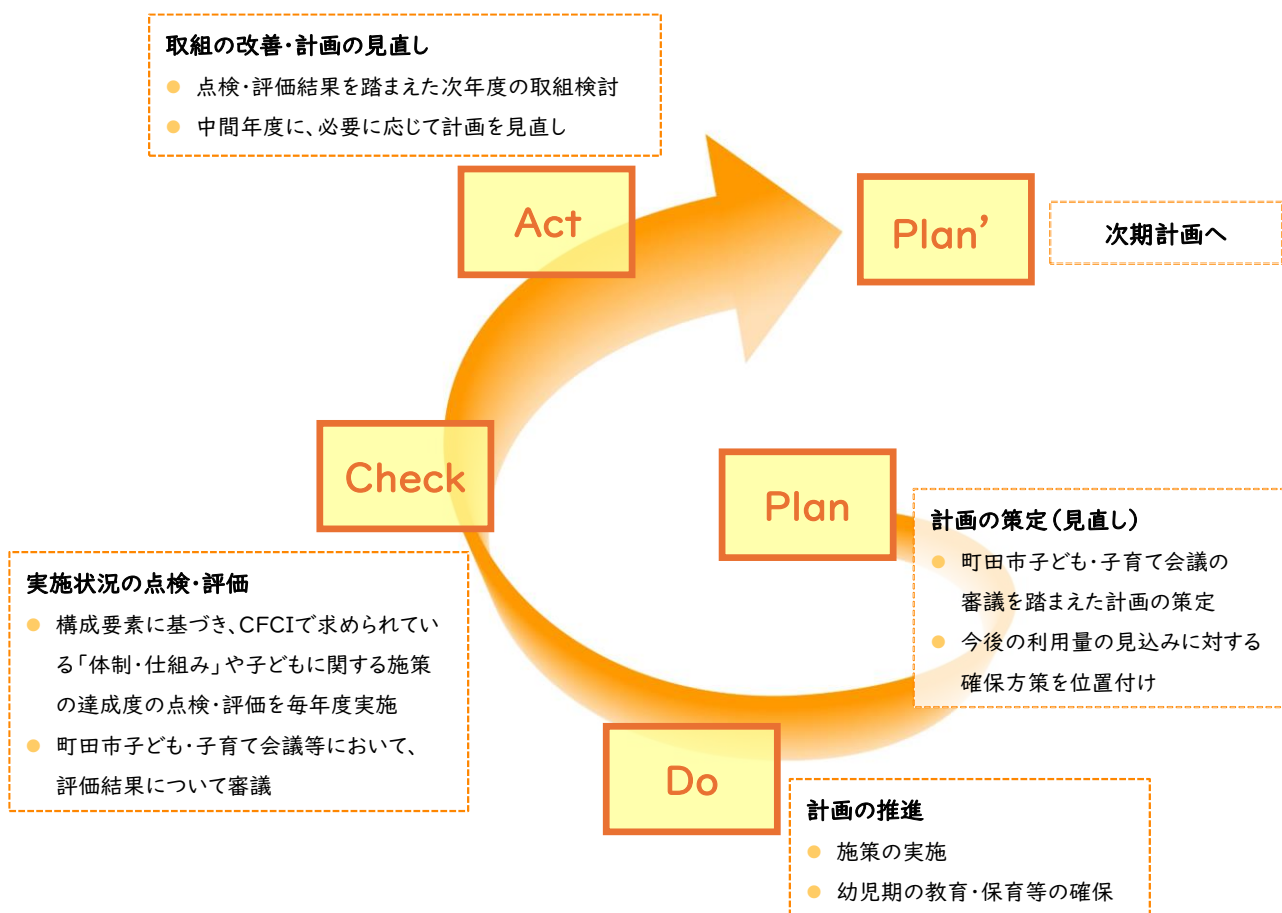 取組の改善・計画の見直し
● 点検・評価結果を踏まえた次年度の取組検討
● 中間年度に、必要に応じて計画を見直し
Act
Plan’
次期計画へ
Check
Plan
計画の策定(見直し)
● 町田市子ども・子育て会議の
審議を踏まえた計画の策定
● 今後の利用量の見込みに対する
確保方策を位置付け
実施状況の点検・評価
● 構成要素に基づき、CFCIで求められてい
る「体制・仕組み」や子どもに関する施策
の達成度の点検・評価を毎年度実施
● 町田市子ども・子育て会議等において、
評価結果について審議
Do
計画の推進
● 施策の実施
● 幼児期の教育・保育等の確保